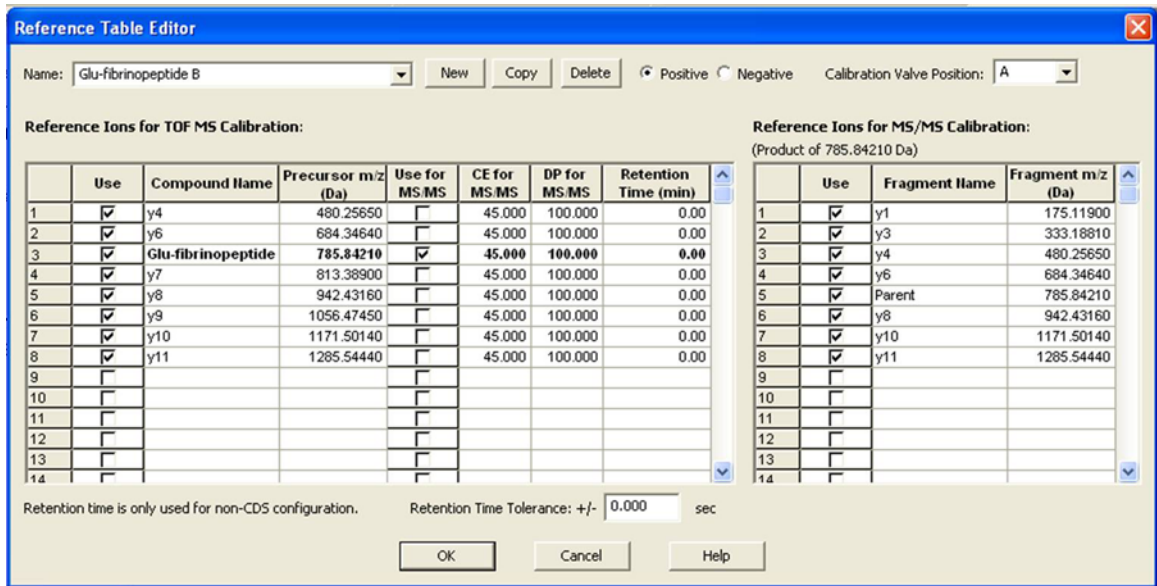 Reference Table Editor
Name: Glu-fibrinopeptide B New Copy Delete Positive Negative Calibration Valve Position: A
Reference Ions for TOF MS Calibration:
Use Compound Name Precursor m/z (Da) Use for MS/MS CE for MS/MS DP for MS/MS Retention Time (min)
1 y4 480.25650 45.000 100.000 0.00
2 y6 684.34640 45.000 100.000 0.00
3 Glu-fibrinopeptide 785.84210 45.000 100.000 0.00
4 y7 813.38900 45.000 100.000 0.00
5 y8 942.43160 45.000 100.000 0.00
6 y9 1056.47450 45.000 100.000 0.00
7 y10 1171.50140 45.000 100.000 0.00
8 y11 1285.54440 45.000 100.000 0.00
9
10
11
12
13
14
Reference Ions for MS/MS Calibration:
(Product of 785.84210 Da)
Use Fragment Name Fragment m/z (Da)
1 y1 175.11900
2 y3 333.18810
3 y4 480.25650
4 y6 684.34640
5 Parent 785.84210
6 y8 942.43160
7 y10 1171.50140
8 y11 1285.54440
9
10
11
12
13
14
Retention time is only used for non-CDS configuration. Retention Time Tolerance: +/- 0.000 sec
OK Cancel Help